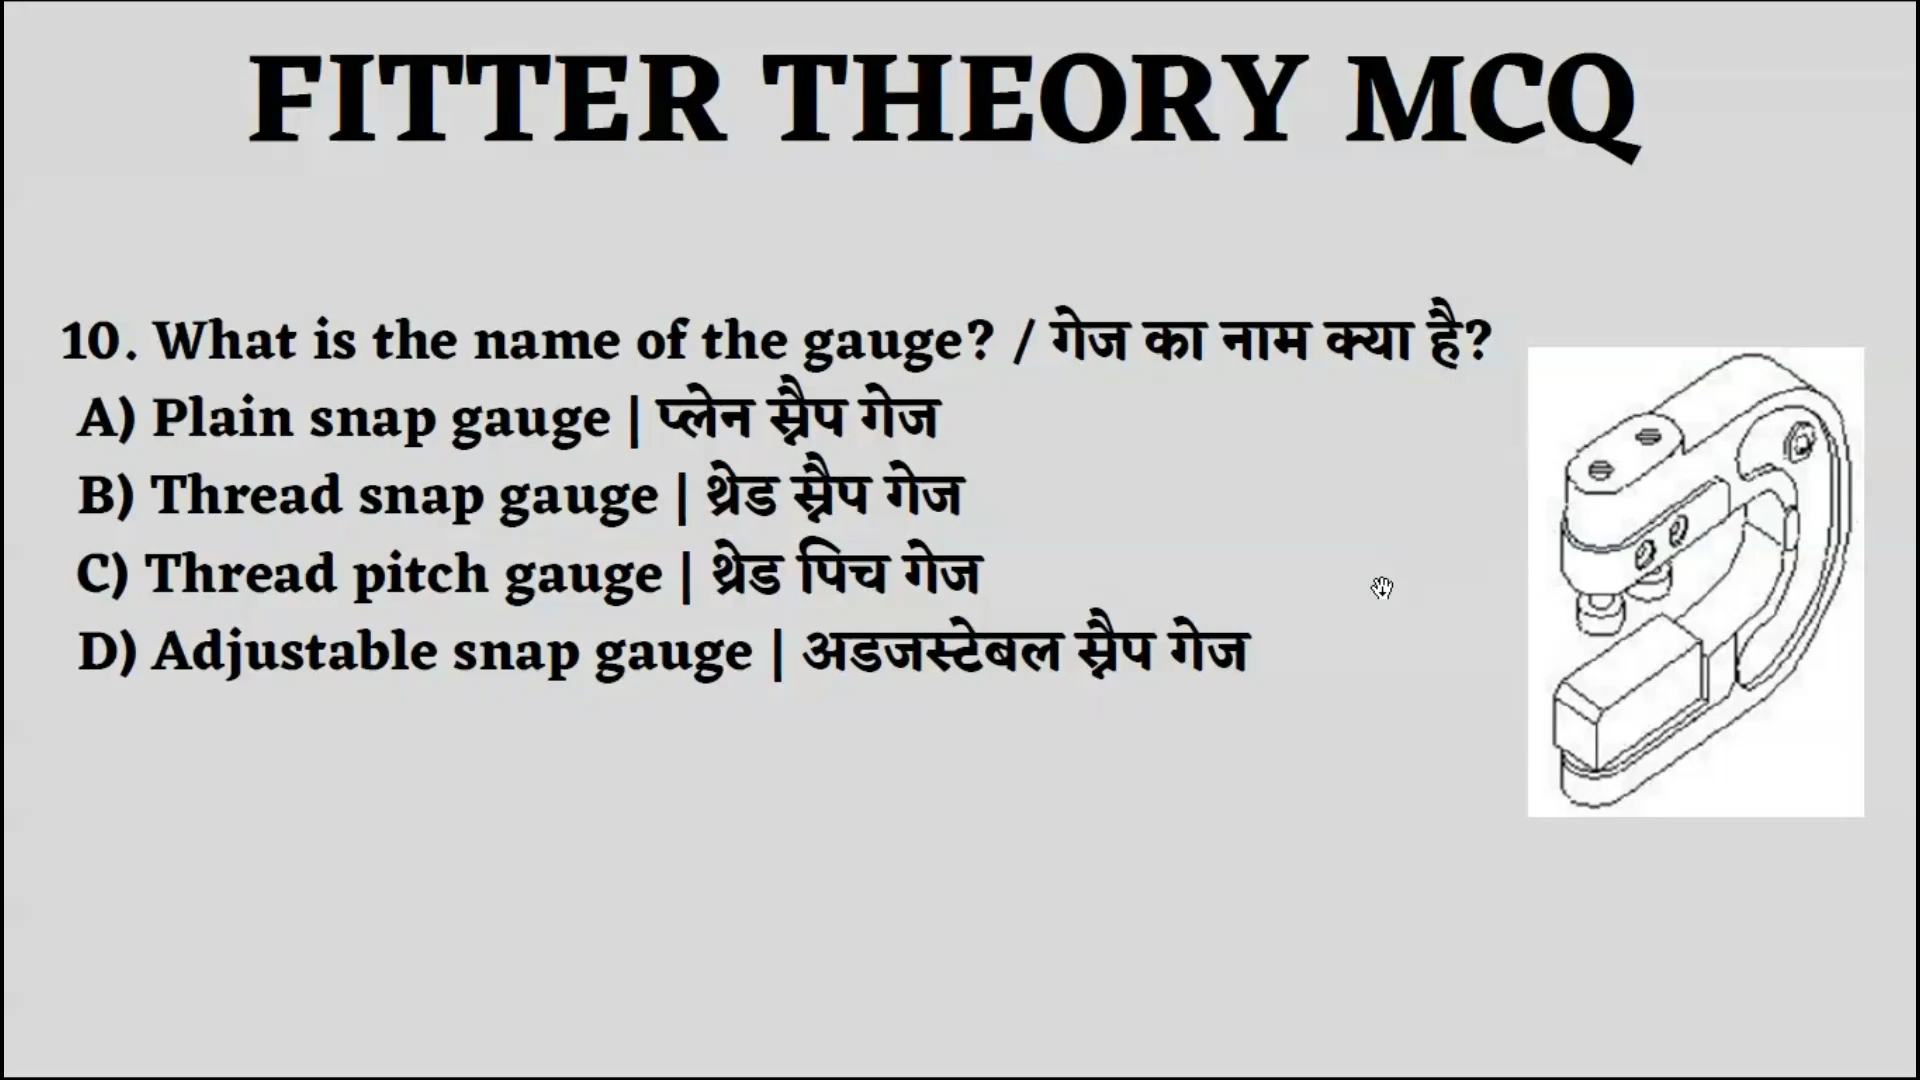 FITTER THEORY MCQ
10. What is the name of the gauge? / गेज का नाम क्या है?
A) Plain snap gauge | प्लेन स्नैप गेज
B) Thread snap gauge | थ्रेड स्नैप गेज
C) Thread pitch gauge | थ्रेड पिच गेज
D) Adjustable snap gauge | अडजस्टेबल स्नैप गेज